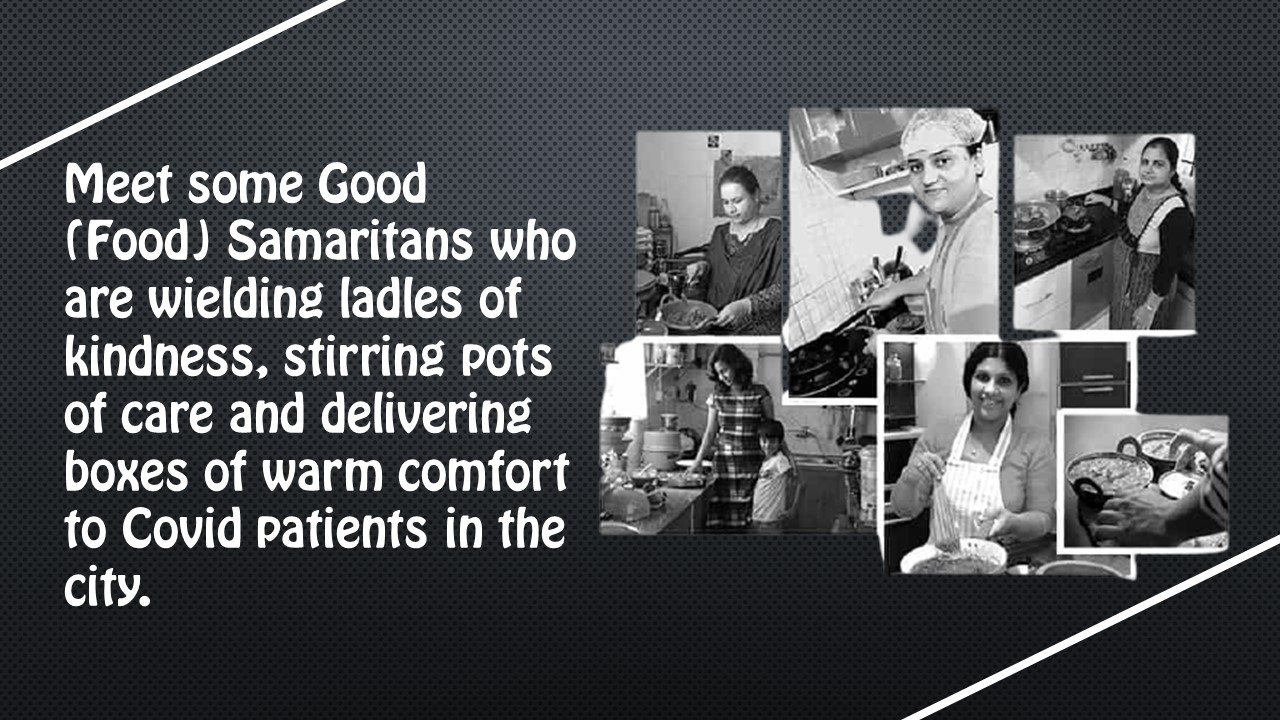 Meet some Good
(Food) Samaritans who
are wielding ladles of
kindness, stirring pots
of care and delivering
boxes of warm comfort
to Covid patients in the
city.